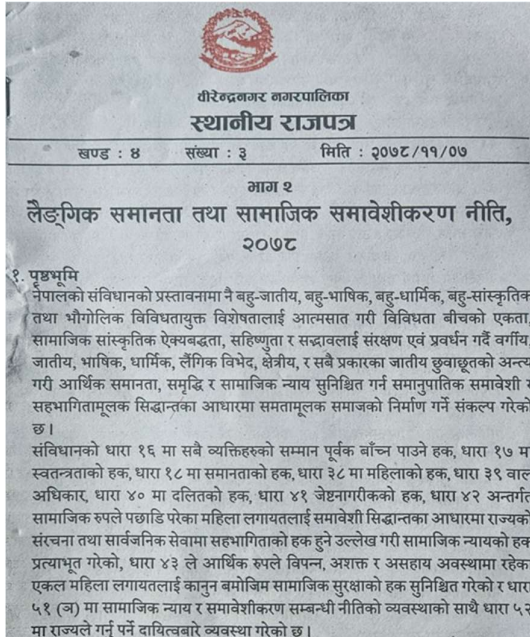 वीरेन्द्रनगर नगरपालिका
स्थानीय राजपत्र
खण्ड : ४ संख्या : ३ मिति : २०७८/११/०७
भाग २
लैङ्गिक समानता तथा सामाजिक समावेशीकरण नीति,
२०७८
१. पृष्ठभूमि
नेपालको संविधानको प्रस्तावनामा नै बहु-जातीय, बहु-भाषिक, बहु-धार्मिक, बहु-सांस्कृतिक
तथा भौगोलिक विविधतायुक्त विशेषतालाई आत्मसात गरी विविधता बीचको एकता,
सामाजिक सांस्कृतिक ऐक्यबद्धता, सहिष्णुता र सद्भावलाई संरक्षण एवं प्रवर्धन गर्दै वर्गीय,
जातीय, भाषिक, धार्मिक, लैंगिक विभेद, क्षेत्रीय, र सबै प्रकारका जातीय छुवाछूतको अन्त्य
गरी आर्थिक समानता, समृद्धि र सामाजिक न्याय सुनिश्चित गर्न समानुपातिक समावेशी र
सहभागितामूलक सिद्धान्तका आधारमा समतामूलक समाजको निर्माण गर्ने संकल्प गरेको
छ।
संविधानको धारा १६ मा सबै व्यक्तिहरुको सम्मान पूर्वक बाँच्न पाउने हक, धारा १७ म
स्वतन्त्रताको हक, धारा १८ मा समानताको हक, धारा ३८ मा महिलाको हक, धारा ३९ वाल
अधिकार, धारा ४० मा दलितको हक, धारा ४१ जेष्टनागरीकको हक, धारा ४२ अन्तर्गत
सामाजिक रुपले पछाडि परेका महिला लगायतलाई समावेशी सिद्धान्तका आधारमा राज्यको
संरचना तथा सार्वजनिक सेवामा सहभागिताको हक हुने उल्लेख गरी सामाजिक न्यायको हक
प्रत्याभूत गरेको, धारा ४३ ले आर्थिक रुपले विपन्न, अशक्त र असहाय अवस्थामा रहेका
एकल महिला लगायतलाई कानुन बमोजिम सामाजिक सुरक्षाको हक सुनिश्चित गरेको र धारा
५१ (ञ) मा सामाजिक न्याय र समावेशीकरण सम्बन्धी नीतिको व्यवस्थाको साथै धारा ५२
मा राज्यले गर्नु पर्ने दायित्वबारे व्यवस्था गरेको छ।